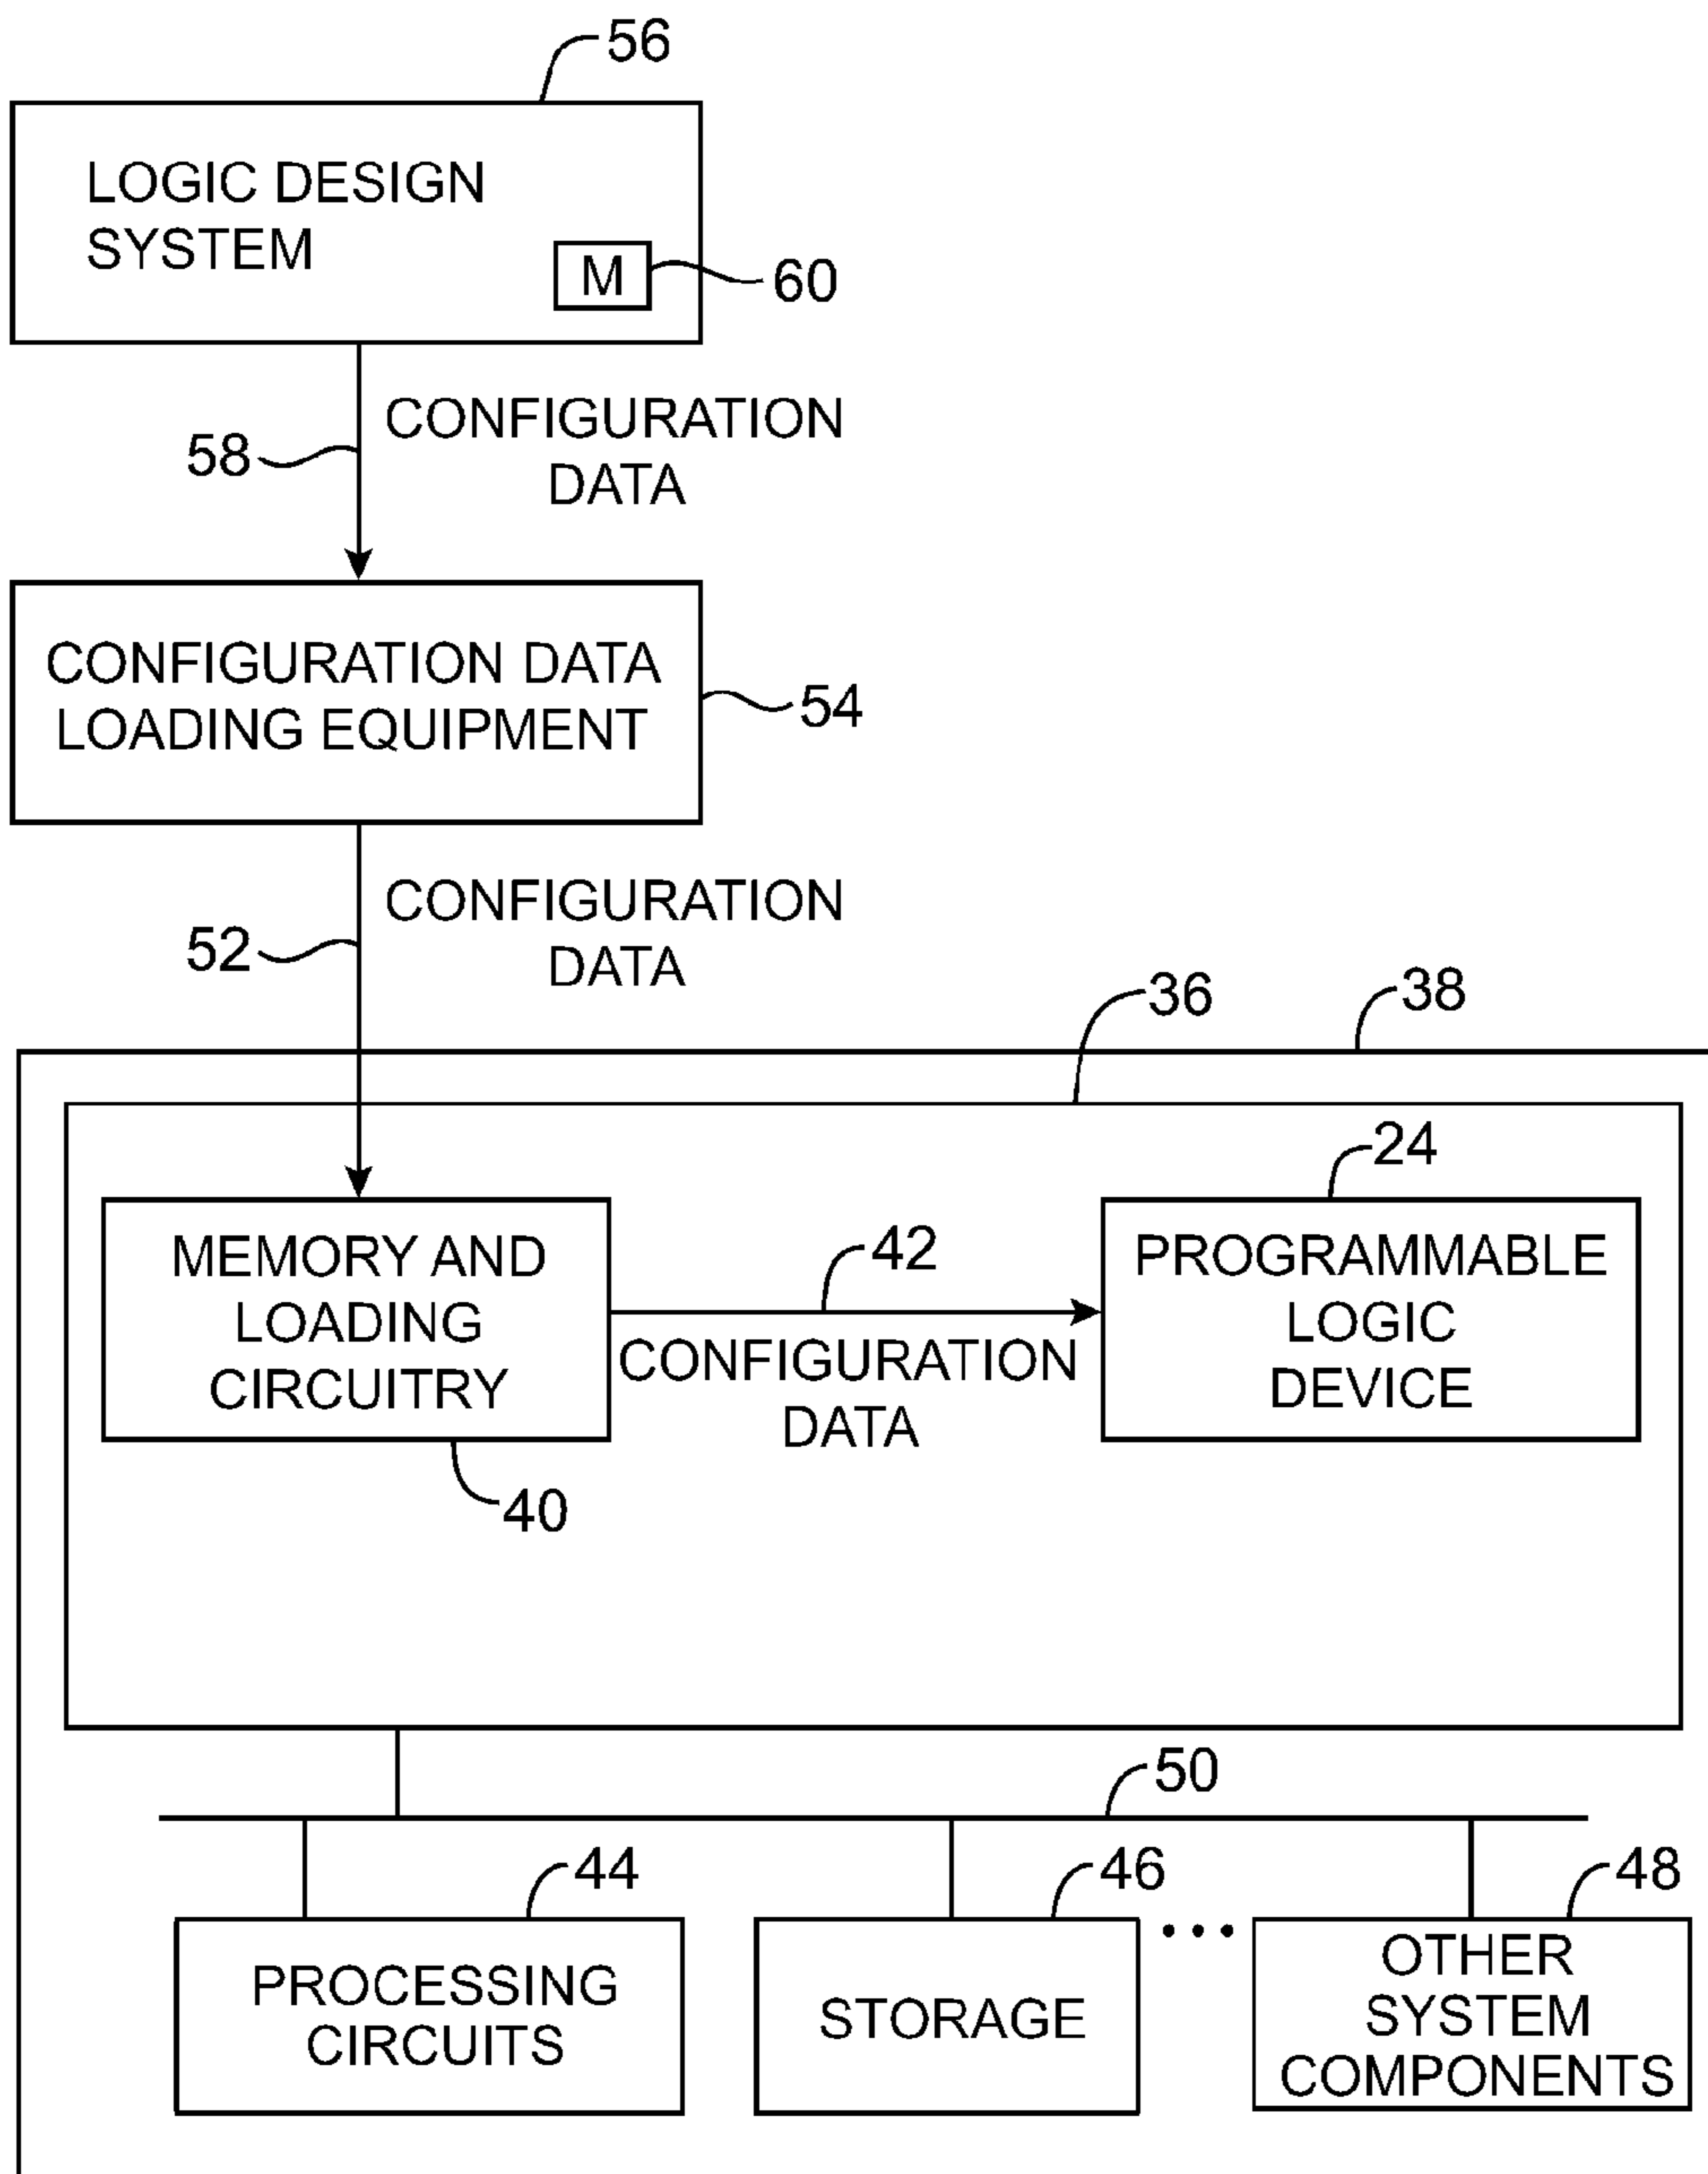 56
LOGIC DESIGN
SYSTEM
M
60
CONFIGURATION
DATA
58
CONFIGURATION DATA
LOADING EQUIPMENT
54
CONFIGURATION
DATA
52
36
38
24
MEMORY AND
LOADING
CIRCUITRY
42
CONFIGURATION
DATA
PROGRAMMABLE
LOGIC
DEVICE
40
50
44
46
48
PROCESSING
CIRCUITS
STORAGE
•••
OTHER
SYSTEM
COMPONENTS